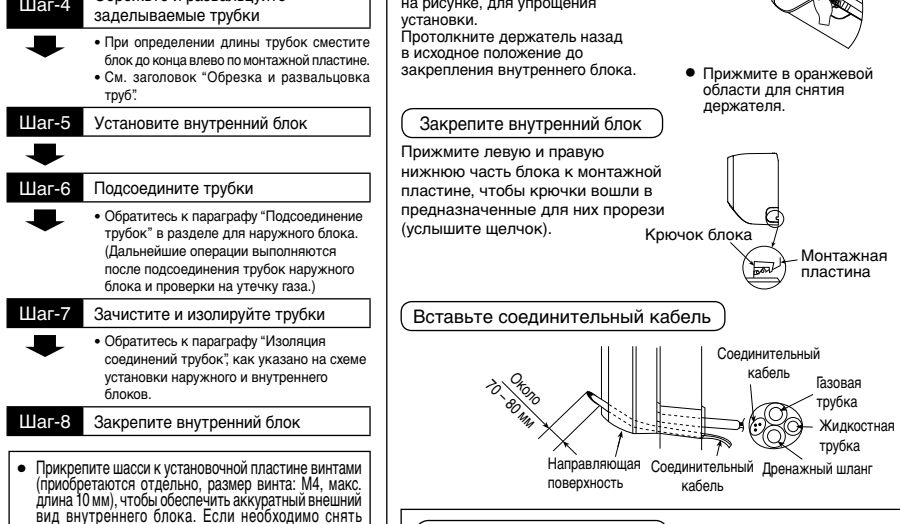 Шаг-4
заделываемые трубки
• При определении длины трубок сместите
блок до конца влево по монтажной пластине.
• См. заголовок “Обрезка и развальцовка
труб”.
Шаг-5 Установите внутренний блок
Шаг-6 Подсоедините трубки
• Обратитесь к параграфу “Подсоединение
трубок” в разделе для наружного блока.
(Дальнейшие операции выполняются
после подсоединения трубок наружного
блока и проверки на утечку газа.)
Шаг-7 Зачистите и изолируйте трубки
• Обратитесь к параграфу “Изоляция
соединений трубок”, как указано на схеме
установки наружного и внутреннего
блоков.
Шаг-8 Закрепите внутренний блок
● Прикрепите шасси к установочной пластине винтами
(приобретаются отдельно, размер винта: M4, макс.
длина 10 мм), чтобы обеспечить аккуратный внешний
вид внутреннего блока. Если необходимо снять
на рисунке, для упрощения
установки.
Протолкните держатель назад
в исходное положение до
закрепления внутреннего блока.
● Прижмите в оранжевой
области для снятия
держателя.
Закрепите внутренний блок
Прижмите левую и правую
нижнюю часть блока к монтажной
пластине, чтобы крючки вошли в
предназначенные для них прорези
(услышите щелчок).
Крючок блока
Монтажная
пластина
Вставьте соединительный кабель
Около
70 – 80 мм
Соединительный
кабель
Газовая
трубка
Жидкостная
трубка
Дренажный шланг
Направляющая
поверхность
Соединительный
кабель